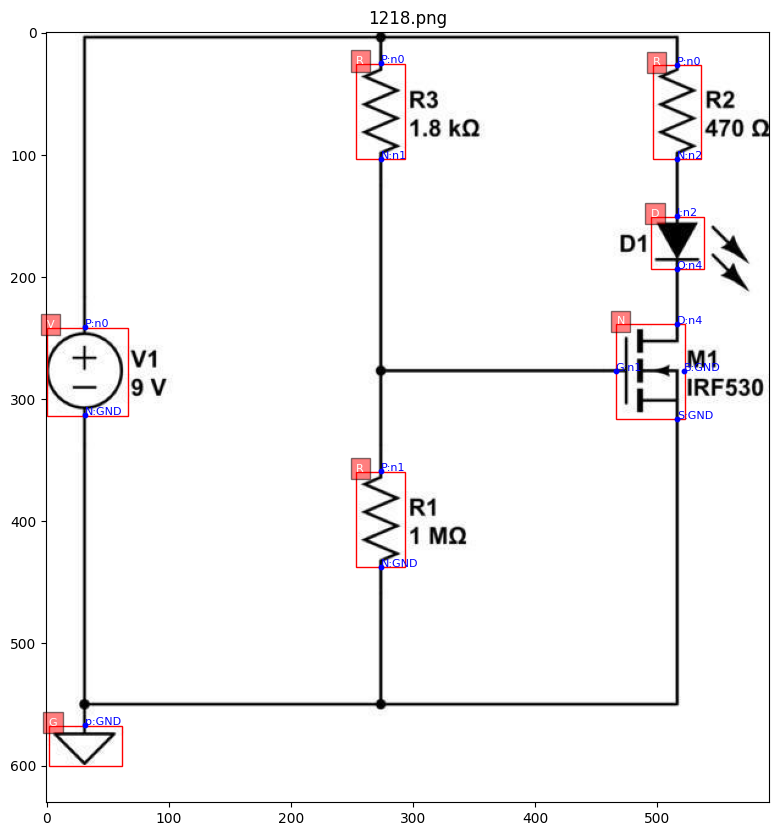 1218.png
0
100
200
300
400
500
600
0
100
200
300
400
500
R
P:n0
R3
1.8 kΩ
N:n1
R
P:n0
R2
470 Ω
N:n2
D
I:n2
D1
O:n4
V
P:n0
V1
9 V
N:GND
N
D:n4
G:n1
M1
B:GND
IRF530
S:GND
R
P:n1
R1
1 MΩ
N:GND
G
p:GND